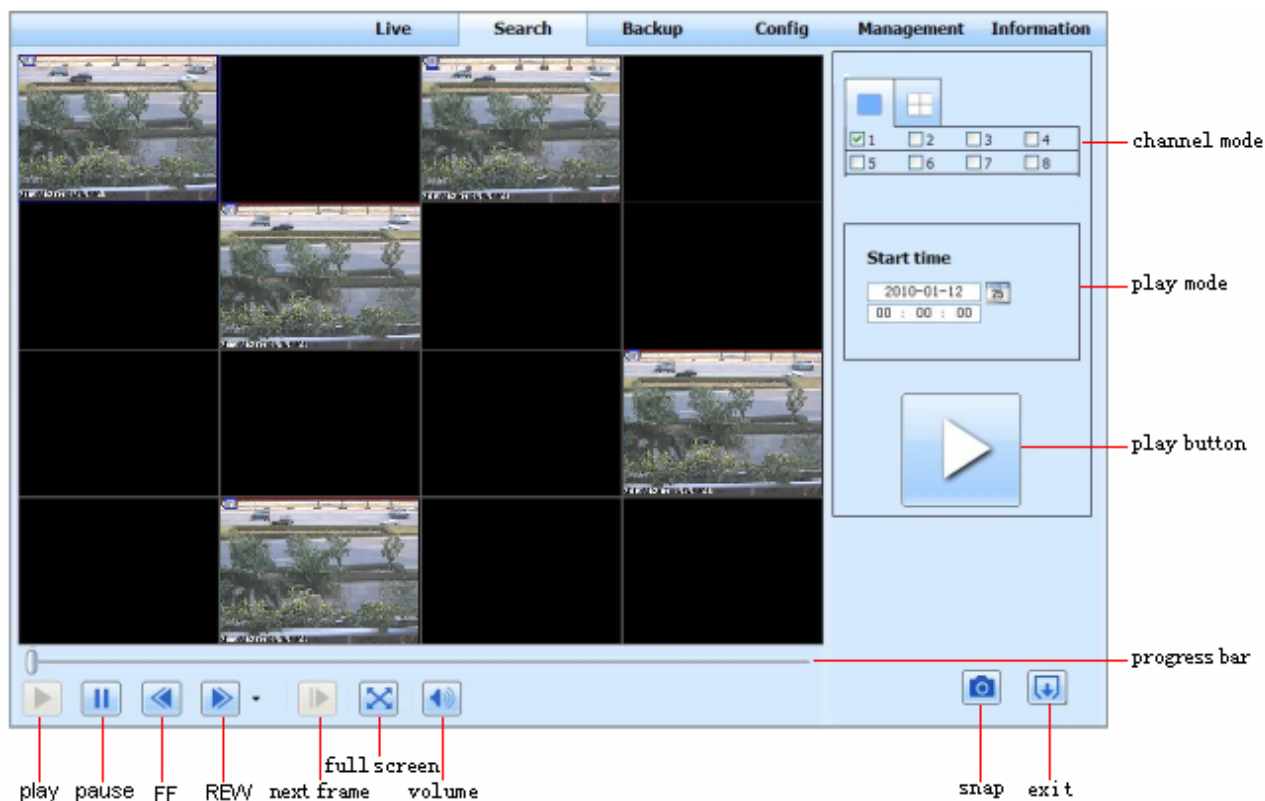 Live Search Backup Config Management Information
1 2 3 4
5 6 7 8
channel mode
Start time
2010-01-12 25
00 : 00 : 00
play mode
play button
progress bar
play pause FF REW next frame full screen volume
snap exit